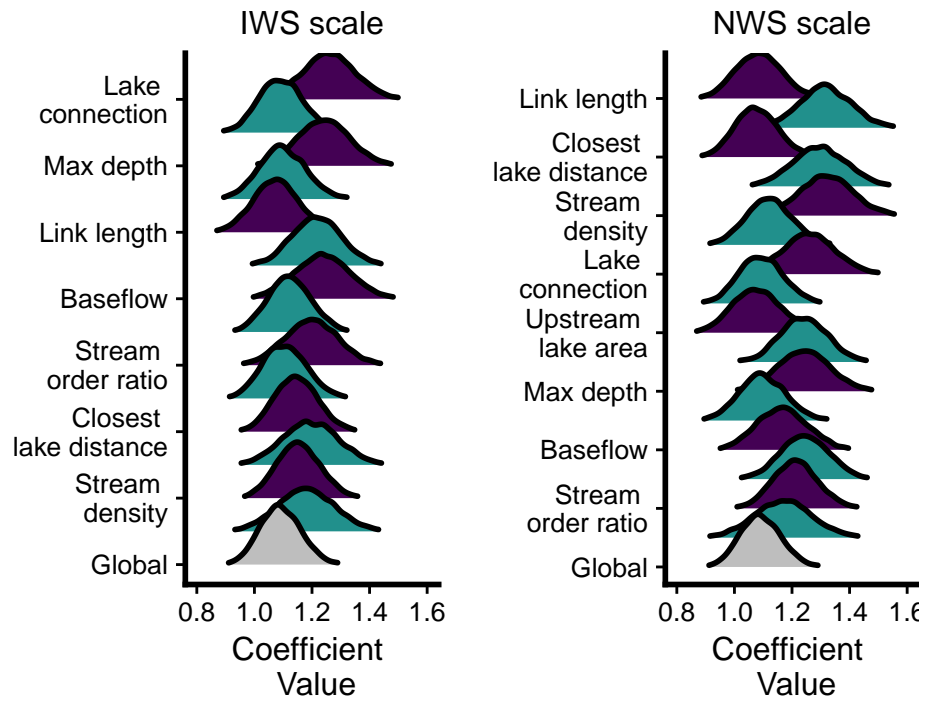 IWS scale
Lake
connection
Max depth
Link length
Baseflow
Stream
order ratio
Closest
lake distance
Stream
density
Global
0.8 1.0 1.2 1.4 1.6
Coefficient
Value
NWS scale
Link length
Closest
lake distance
Stream
density
Lake
connection
Upstream
lake area
Max depth
Baseflow
Stream
order ratio
Global
0.8 1.0 1.2 1.4 1.6
Coefficient
Value